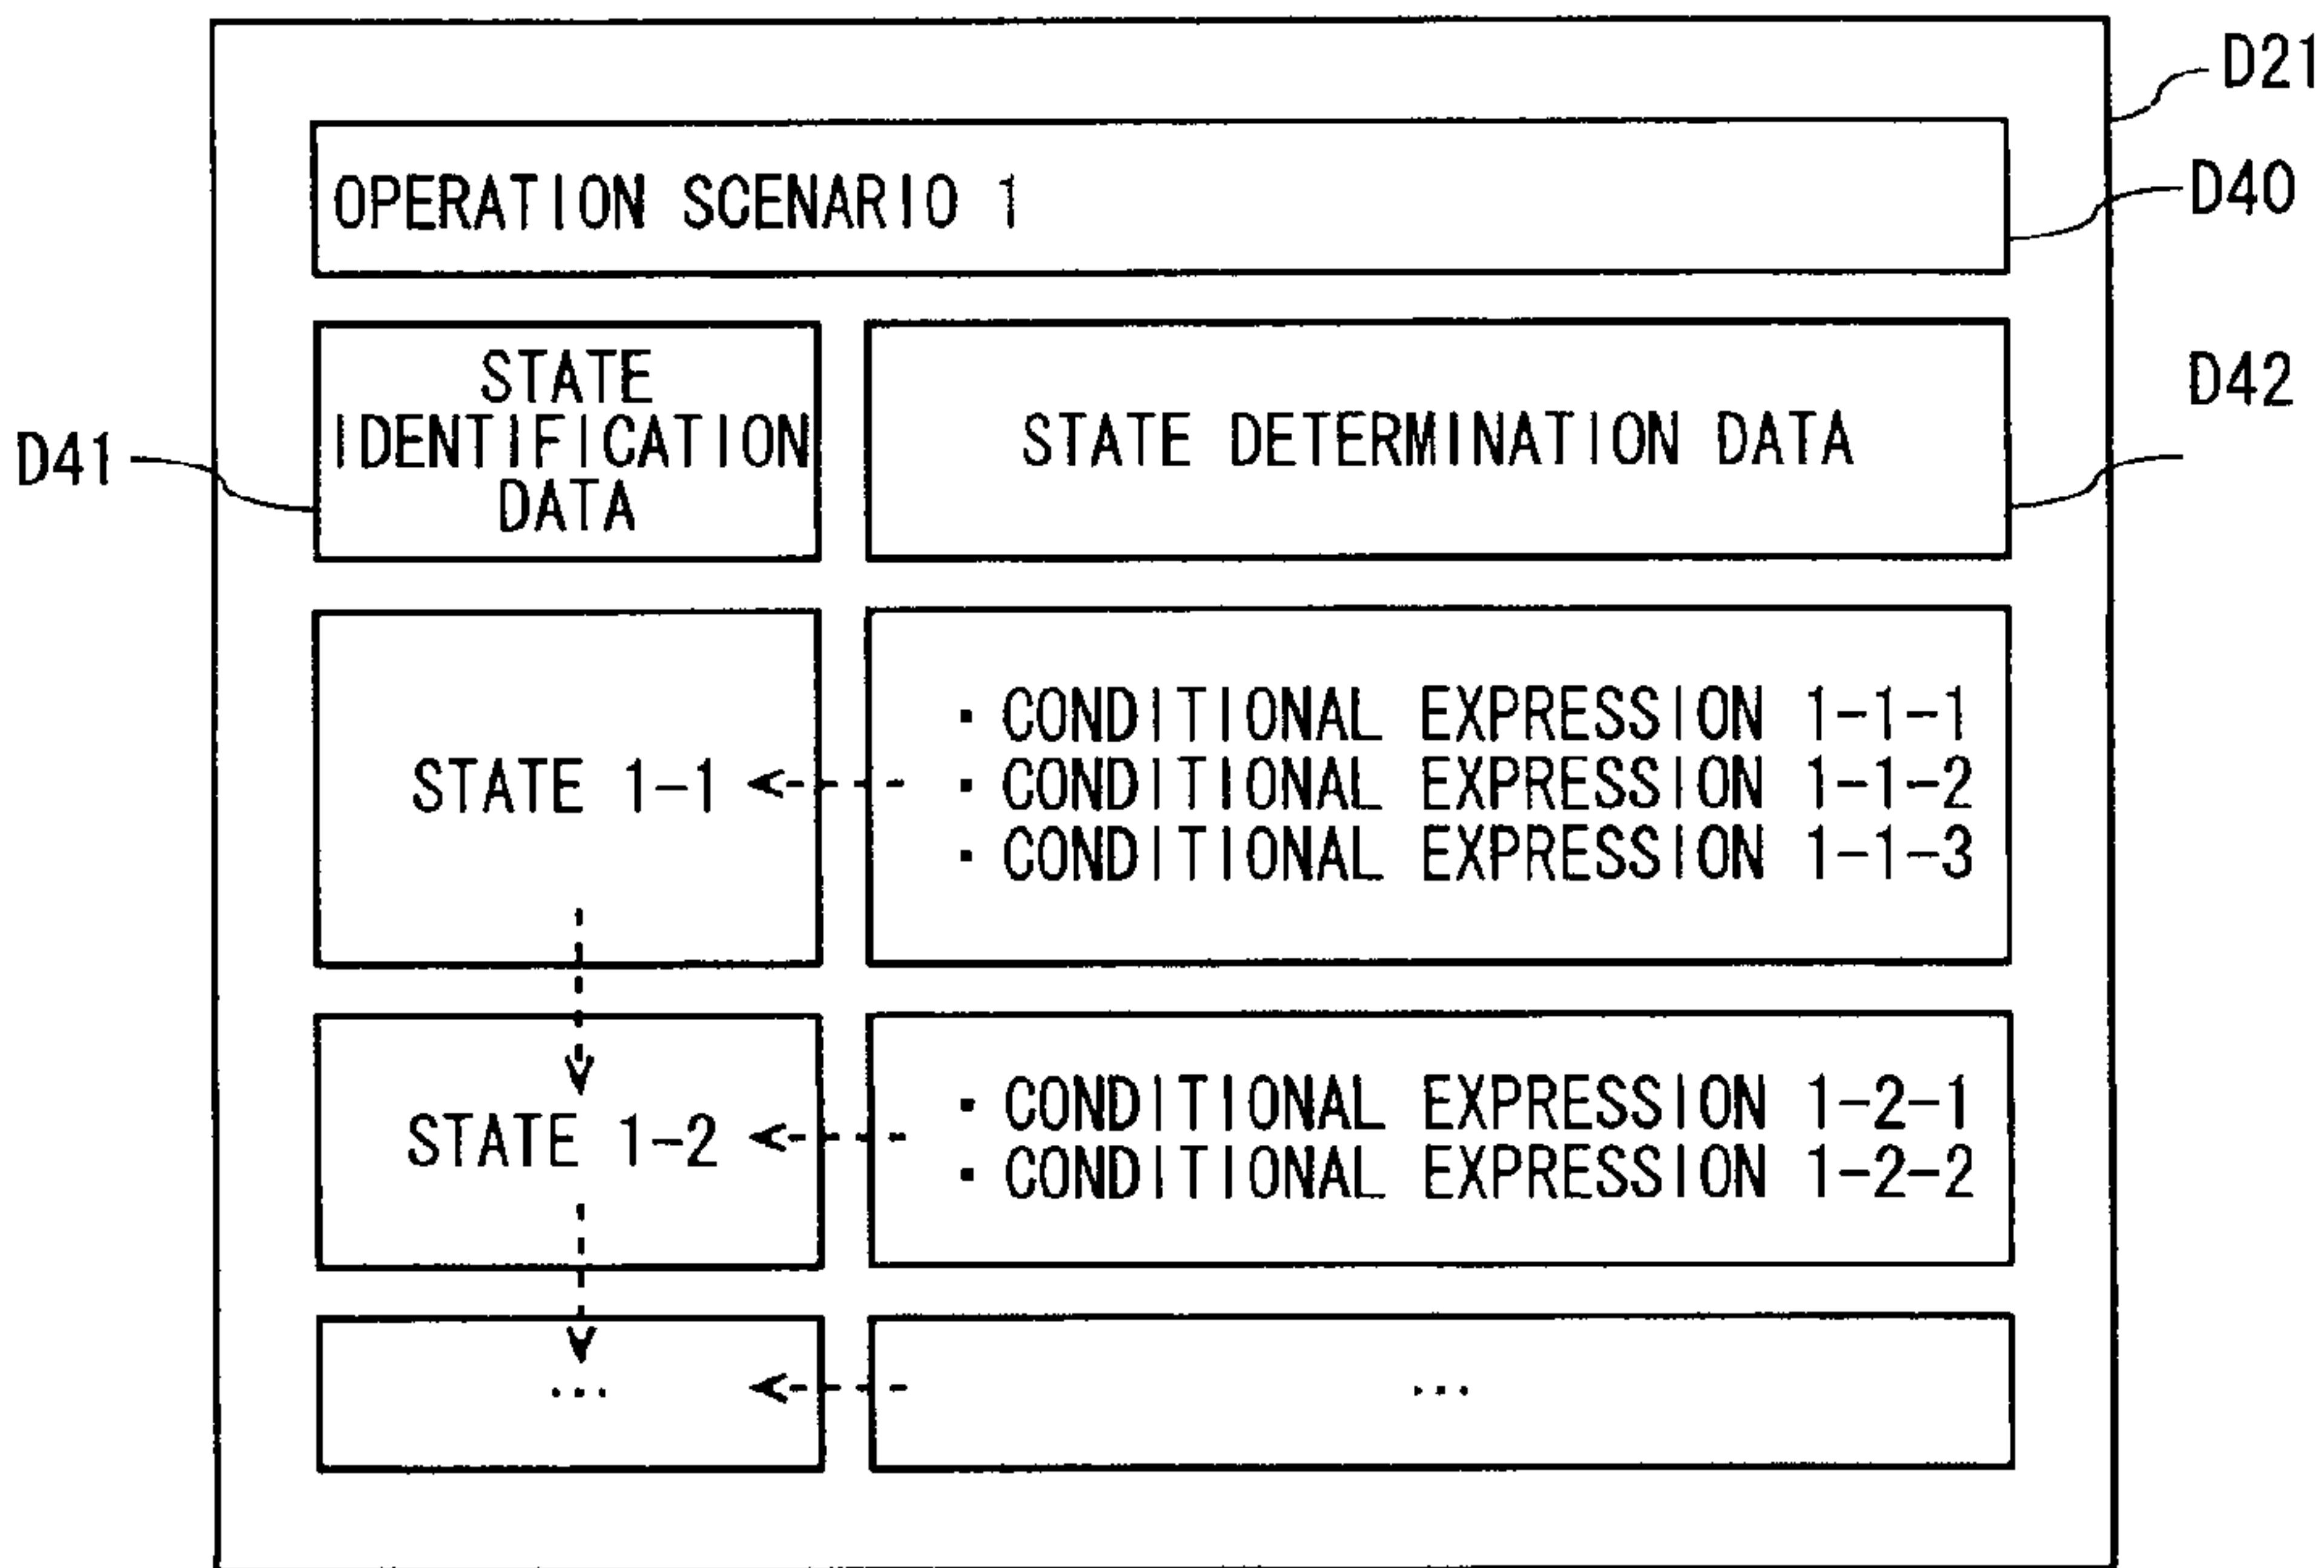 D21
OPERATION SCENARIO 1
D40
STATE
IDENTIFICATION
DATA
D41
STATE DETERMINATION DATA
D42
STATE 1-1
・CONDITIONAL EXPRESSION 1-1-1
・CONDITIONAL EXPRESSION 1-1-2
・CONDITIONAL EXPRESSION 1-1-3
STATE 1-2
・CONDITIONAL EXPRESSION 1-2-1
・CONDITIONAL EXPRESSION 1-2-2
...
...